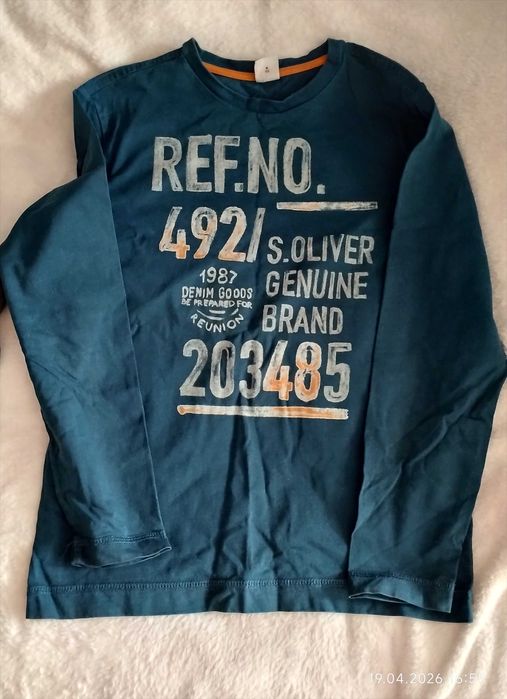 REF.NO.
492/
S.OLIVER
GENUINE
BRAND
1987
DENIM GOODS
BE PREPARED FOR
REUNION
203485
19.04.2026